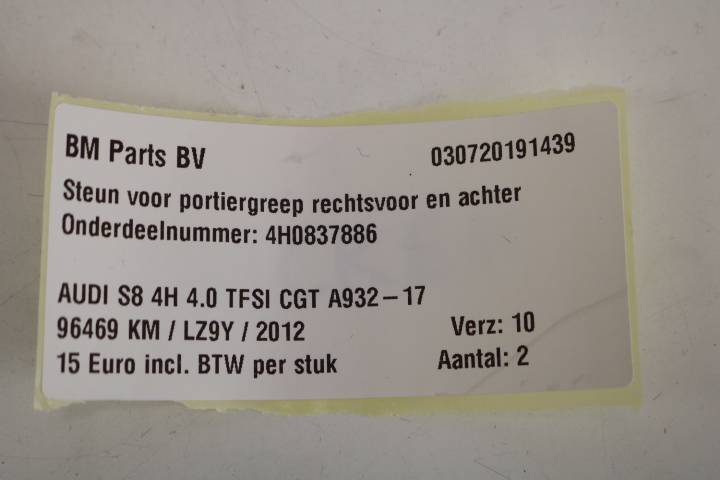 BM Parts BV 030720191439
Steun voor portiergreep rechtsvoor en achter
Onderdeelnummer: 4H0837886
AUDI S8 4H 4.0 TFSI CGT A932-17
96469 KM / LZ9Y / 2012 Verz: 10
15 Euro incl. BTW per stuk Aantal: 2